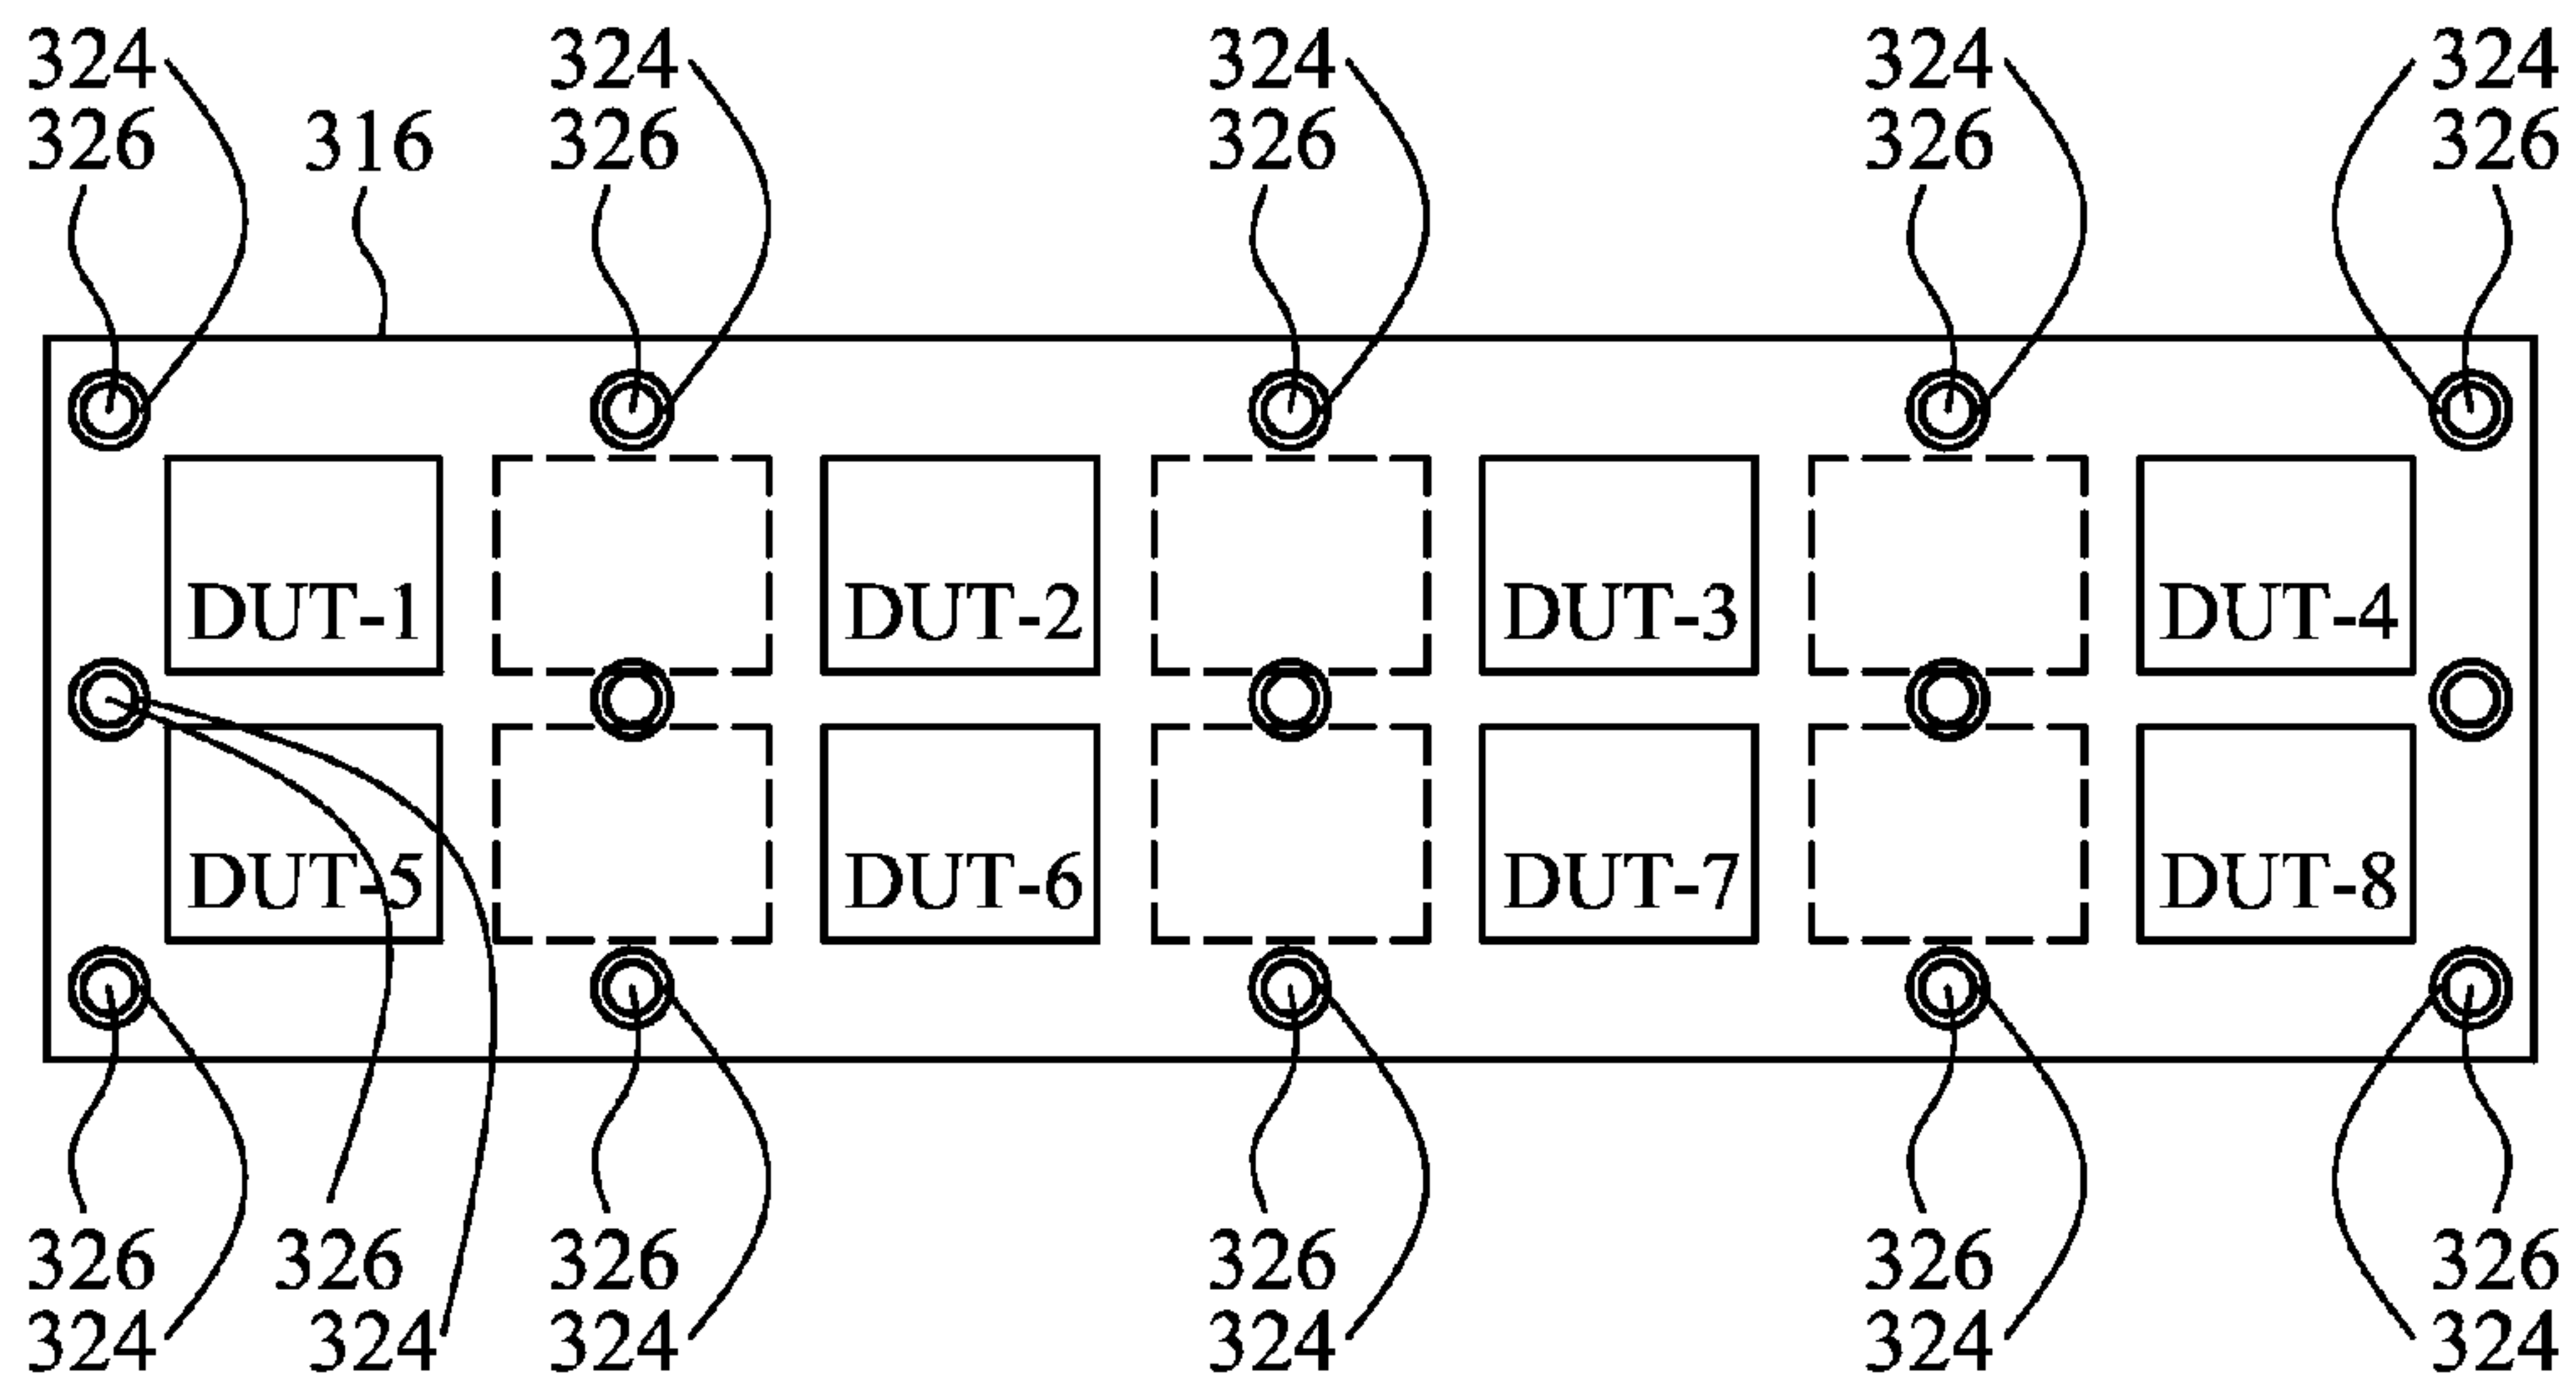 324 324 324 324 324
326 316 326 326 326 326
DUT-1 DUT-2 DUT-3 DUT-4
DUT-5 DUT-6 DUT-7 DUT-8
326 326 326 326 326 326
324 324 324 324 324 324